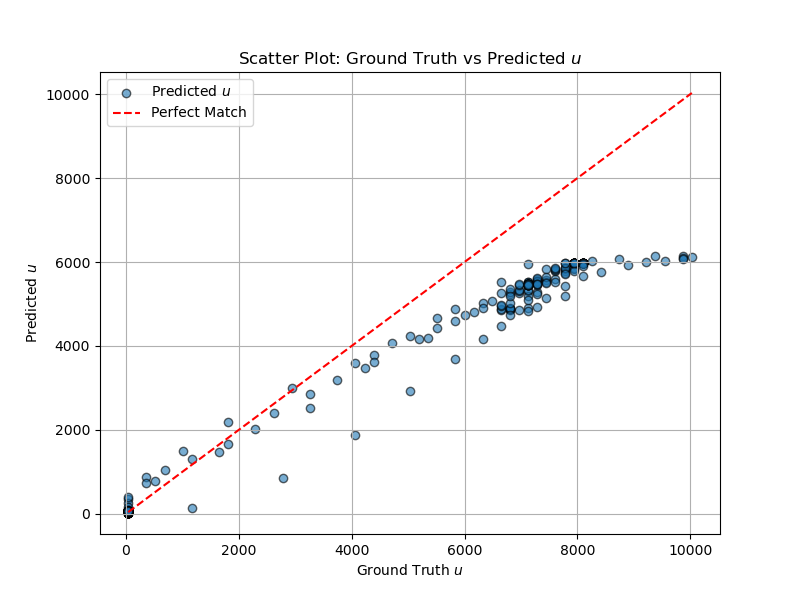 Scatter Plot: Ground Truth vs Predicted u
Predicted u
Perfect Match
10000
8000
6000
4000
2000
0
Predicted u
0 2000 4000 6000 8000 10000
Ground Truth u